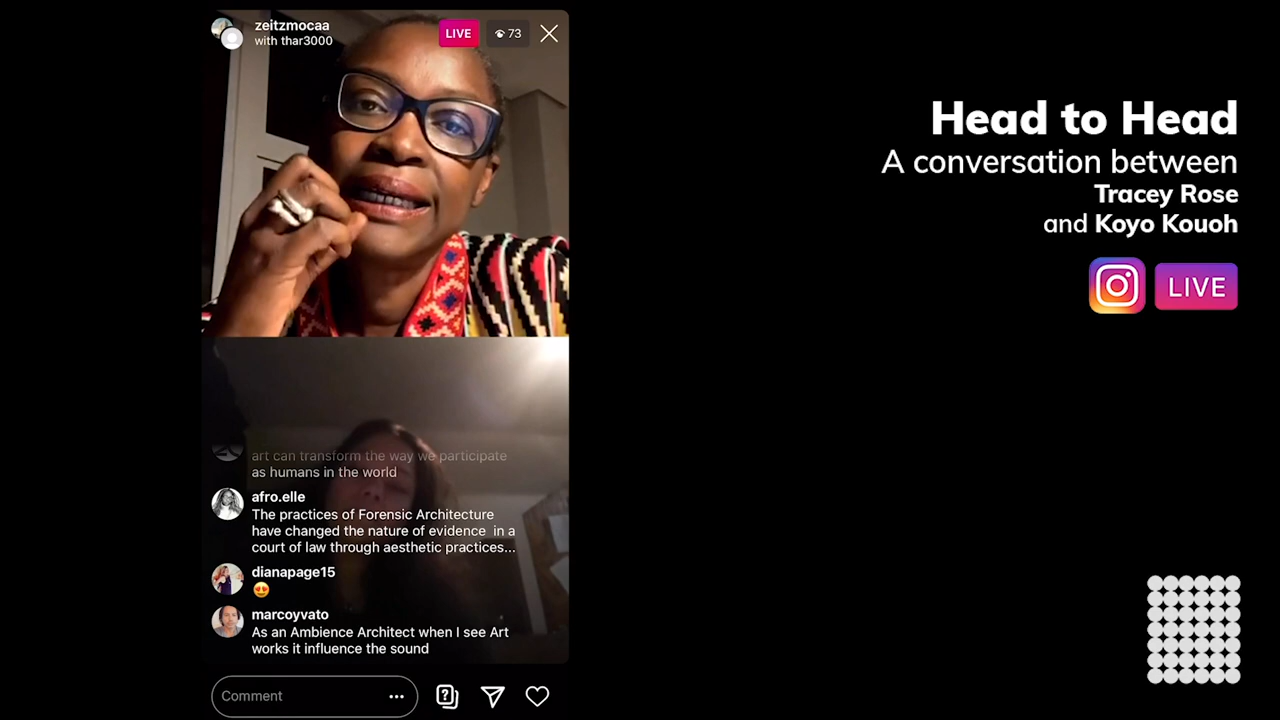 zeitzmocaa
with thar3000
LIVE
73
art can transform the way we participate
as humans in the world
afro.elle
The practices of Forensic Architecture
have changed the nature of evidence in a
court of law through aesthetic practices...
dianapage15
marcoyvato
As an Ambience Architect when I see Art
works it influence the sound
Comment
Head to Head
A conversation between
Tracey Rose
and Koyo Kouoh
LIVE